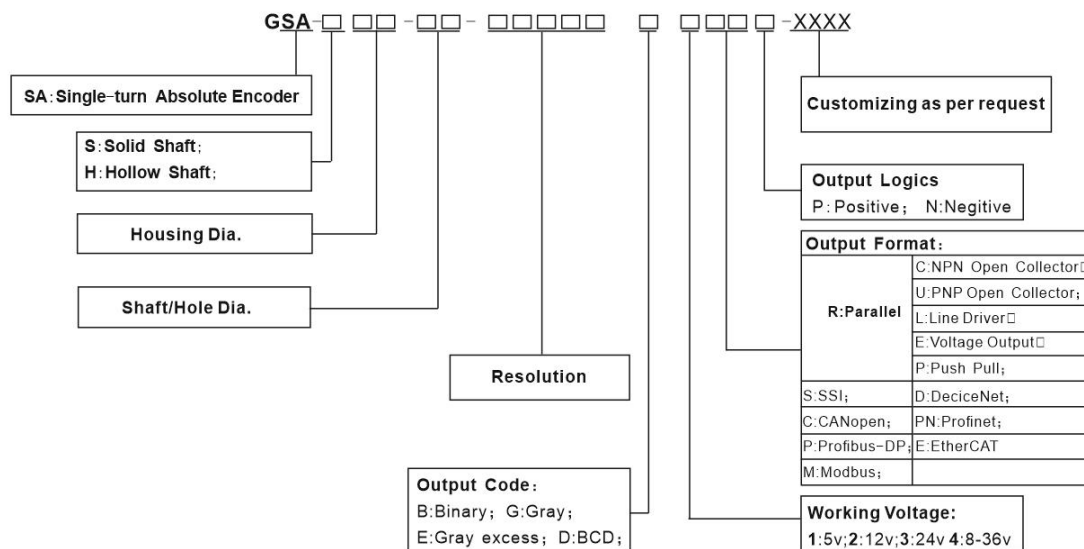 GSA-□ □□-□□-□□□□□ □ □□□□-XXXX
SA:Single-turn Absolute Encoder
S:Solid Shaft;
H:Hollow Shaft;
Housing Dia.
Shaft/Hole Dia.
Resolution
Output Code:
B:Binary; G:Gray;
E:Gray excess; D:BCD;
Customizing as per request
Output Logics
P:Positive; N:Negitive
Output Format:
R:Parallel
C:NPN Open Collector□
U:PNP Open Collector;
L:Line Driver□
E:Voltage Output□
P:Push Pull;
S:SSI; D:DeciceNet;
C:CANopen; PN:Profinet;
P:Profibus-DP; E:EtherCAT
M:Modbus;
Working Voltage:
1:5v;2:12v;3:24v 4:8-36v